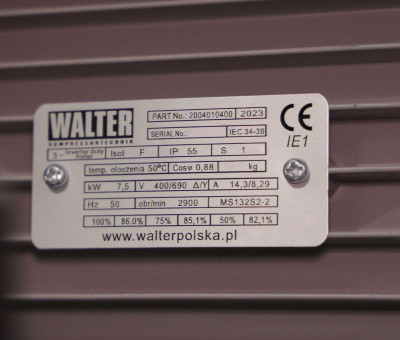 WALTER
KOMPRESSORTECHNIK
PART No.: 2004010400 2023
SERIAL No.: IEC 34-30
CE
IE1
3~ Inverter duty motor Isol F IP 55 S 1
temp. otoczenia 50°C Cosφ 0,88 kg
kW 7,5 V 400/690 Δ/Y A 14,3/8,29
Hz 50 obr/min 2900 MS132S2-2
100% 86.0% 75% 85,1% 50% 82,1%
www.walterpolska.pl